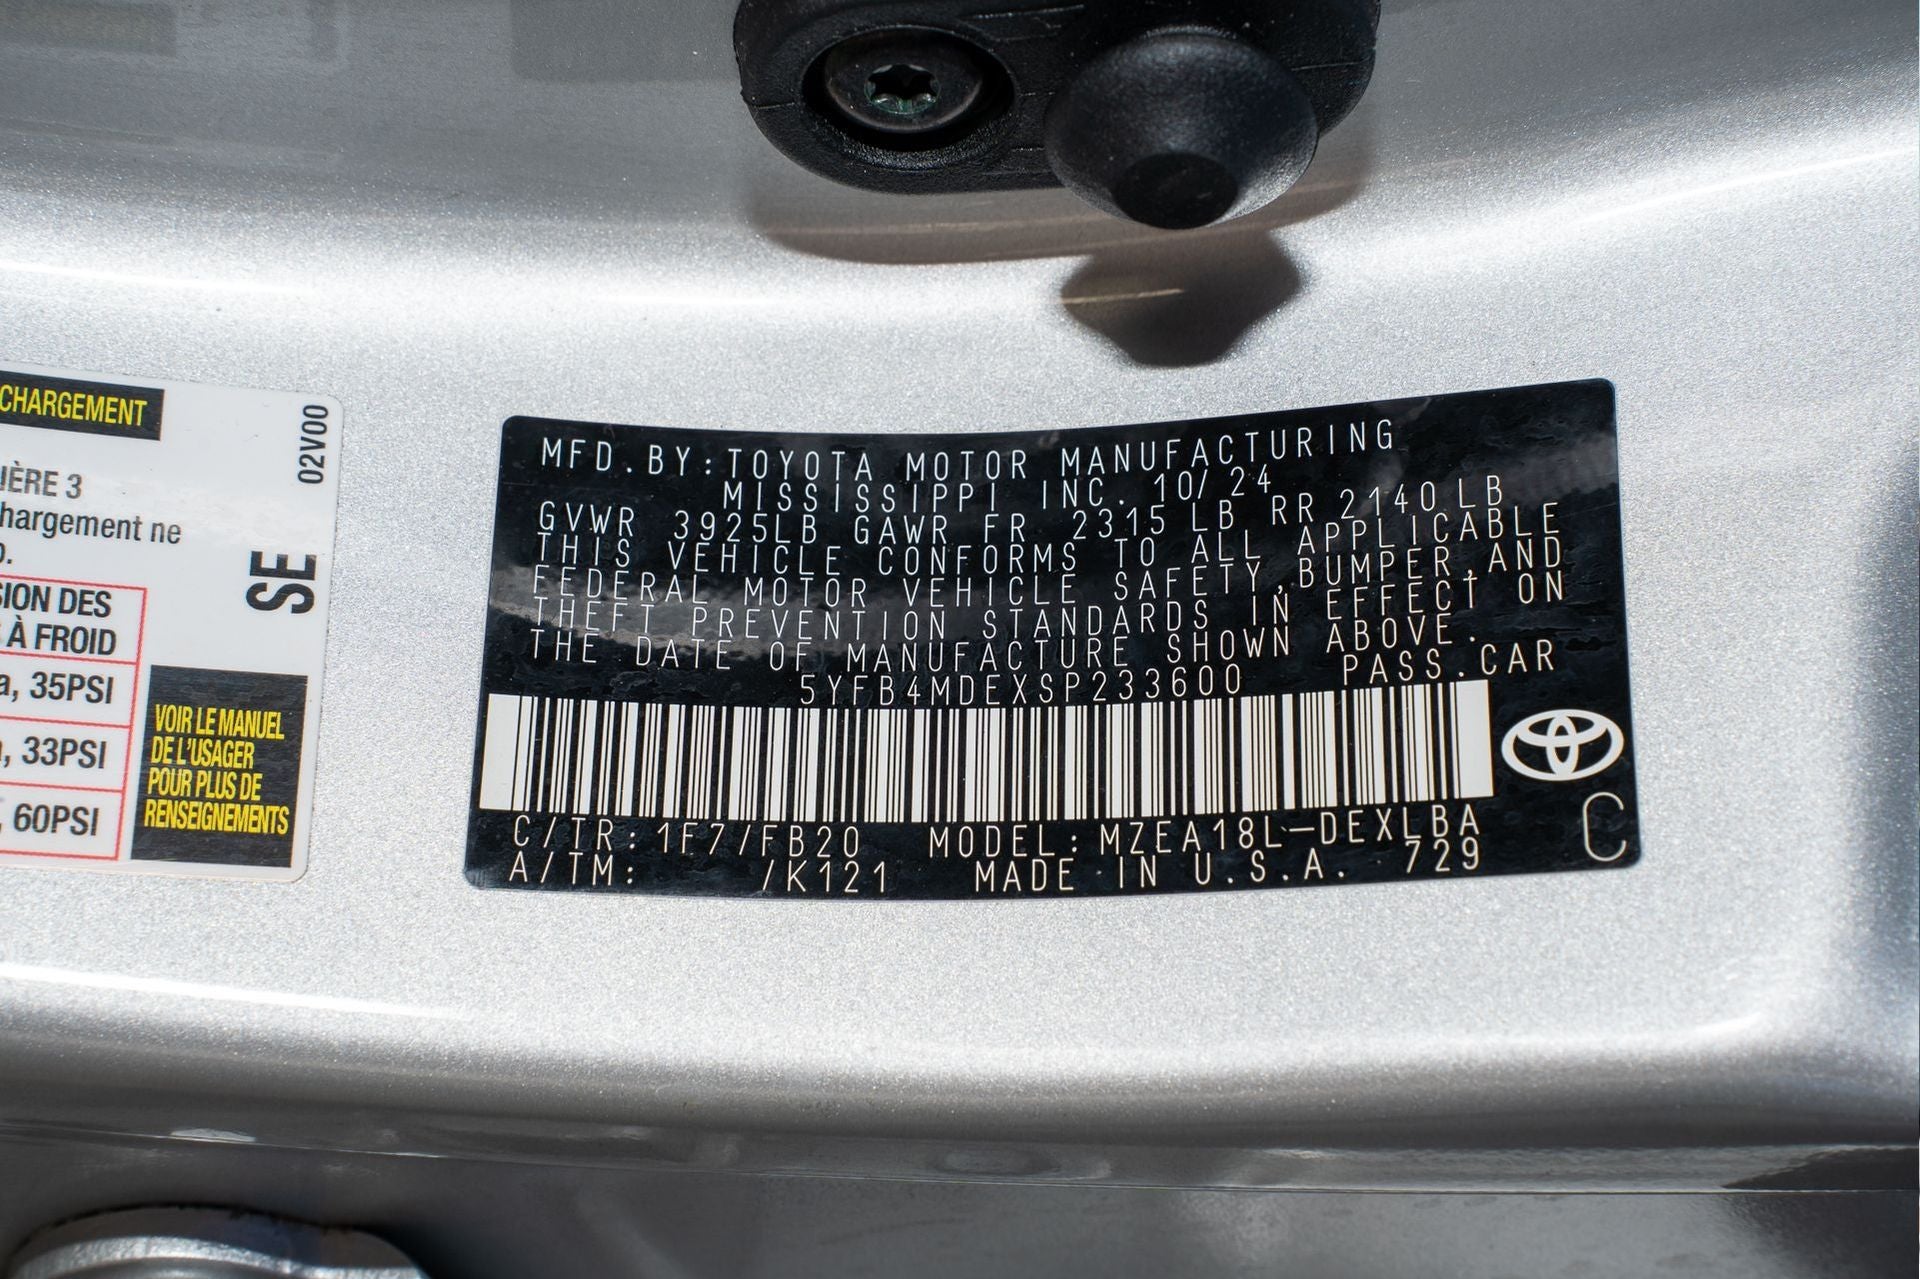 CHARGEMENT
02V00
IÈRE 3
hargement ne
SE
SION DES
À FROID
a, 35PSI
, 33PSI
, 60PSI
VOIR LE MANUEL
DE L'USAGER
POUR PLUS DE
RENSEIGNEMENTS
MFD.BY:TOYOTA MOTOR MANUFACTURING
MISSISSIPPI INC. 10/24
GVWR 3925LB GAWR FR 2315 LB RR 2140 LB
THIS VEHICLE CONFORMS TO ALL APPLICABLE
FEDERAL MOTOR VEHICLE SAFETY,BUMPER,AND
THEFT PREVENTION STANDARDS IN EFFECT ON
THE DATE OF MANUFACTURE SHOWN ABOVE.
5YFB4MDEXSP233600 PASS.CAR
C/TR:1F7/FB20 MODEL:MZEA18L-DEXLBA
A/TM: /K121 MADE IN U.S.A. 729
C